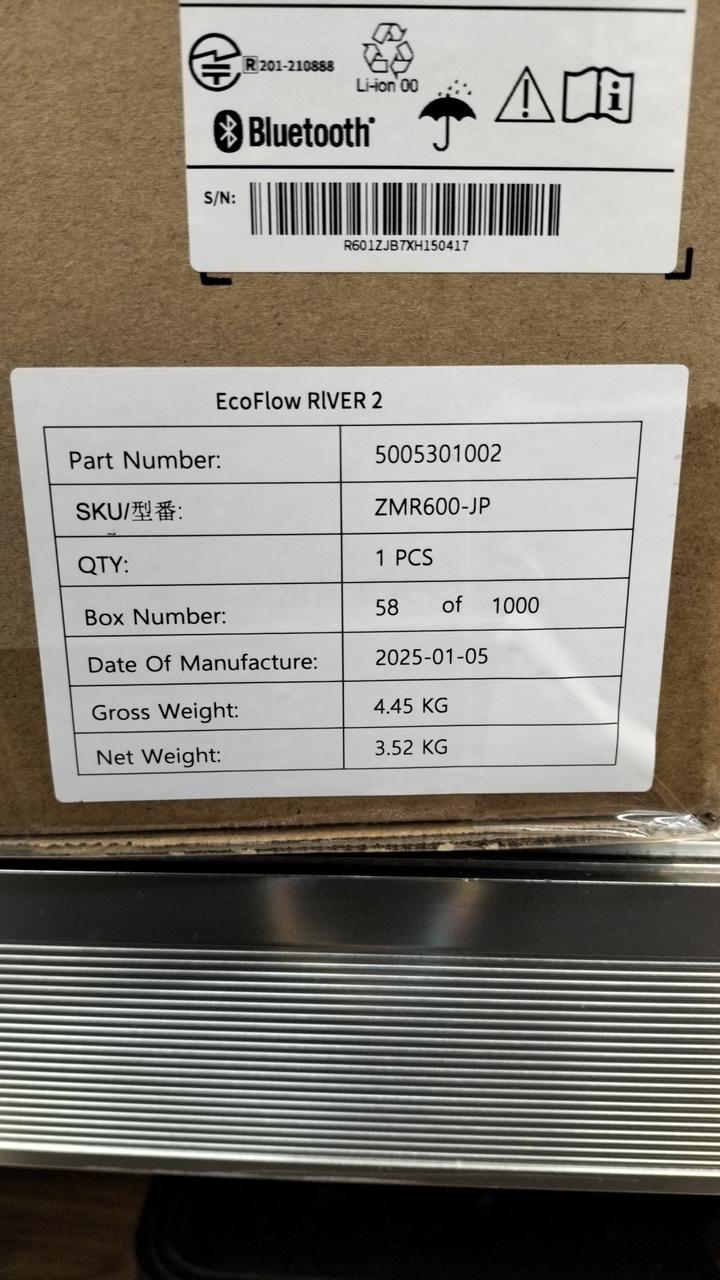 R 201-210888
Li-ion 00
Bluetooth
S/N:
R601ZJB7XH150417
EcoFlow RIVER 2
Part Number: 5005301002
SKU/型番: ZMR600-JP
QTY: 1 PCS
Box Number: 58 of 1000
Date Of Manufacture: 2025-01-05
Gross Weight: 4.45 KG
Net Weight: 3.52 KG